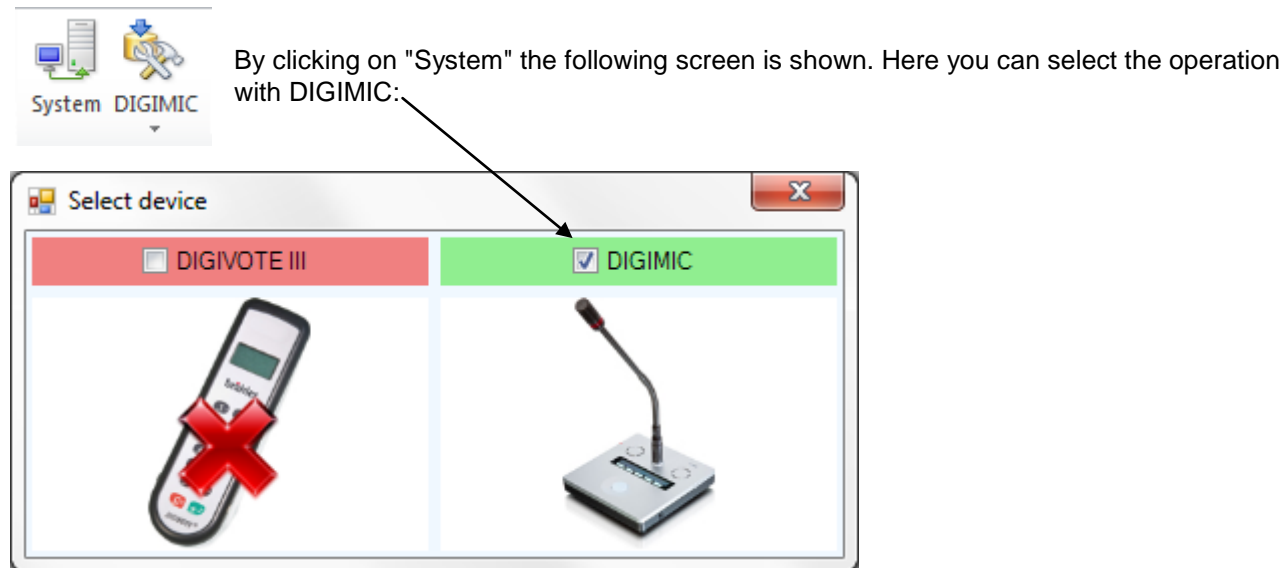 By clicking on "System" the following screen is shown. Here you can select the operation
with DIGIMIC:
System DIGIMIC
Select device
DIGIVOTE III
DIGIMIC